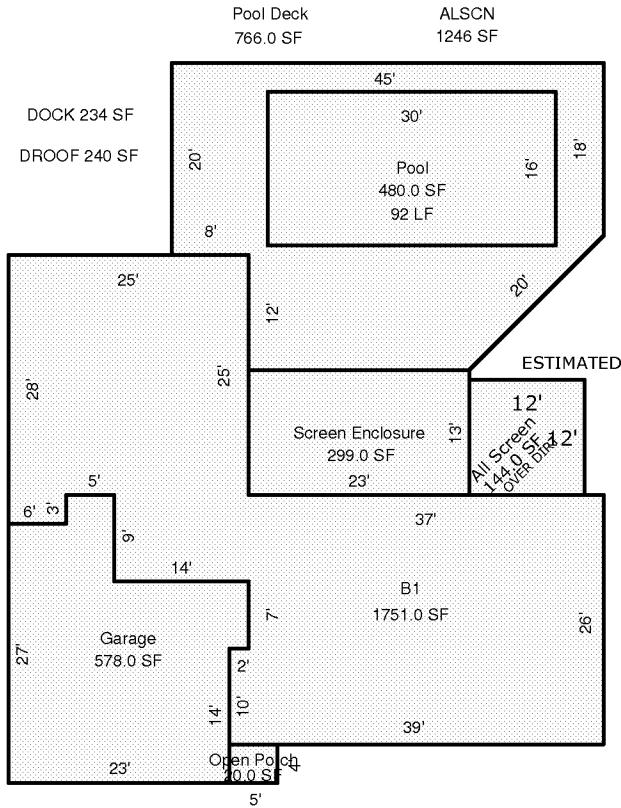 Pool Deck
766.0 SF
ALSCN
1246 SF
45'
DOCK 234 SF
DROOF 240 SF
20'
30'
Pool
480.0 SF
92 LF
16'
18'
8'
25'
12'
20'
ESTIMATED
28'
25'
Screen Enclosure
299.0 SF
13'
23'
12'
12'
All Screen
144.0 SF
OVER DIRT
5'
6'
3'
9'
14'
37'
B1
1751.0 SF
26'
7'
Garage
578.0 SF
27'
2'
14'
10'
39'
23'
Open Porch
20.0 SF
4'
5'